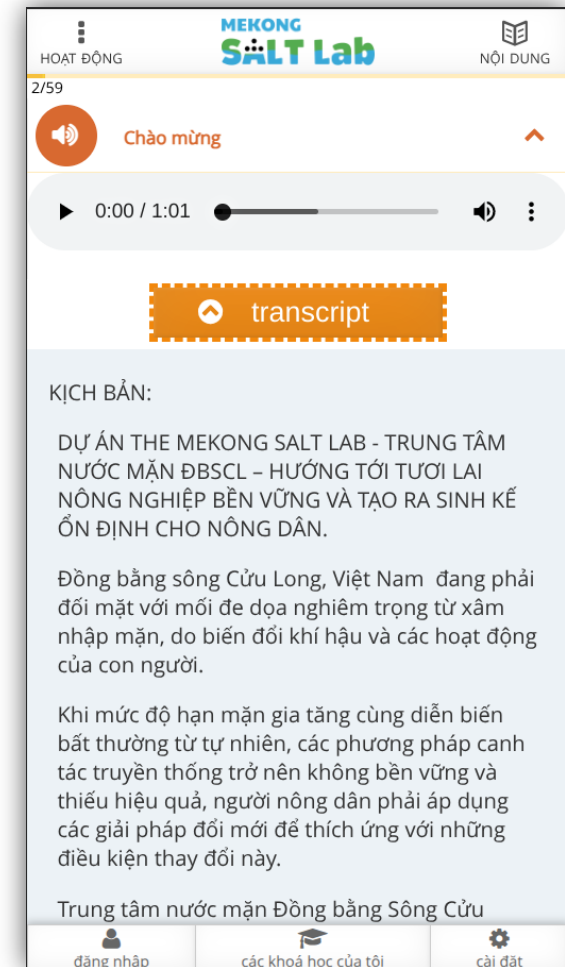 HOẠT ĐỘNG
MEKONG
SALT Lab
NỘI DUNG
2/59
Chào mừng
0:00 / 1:01
transcript
KỊCH BẢN:
DỰ ÁN THE MEKONG SALT LAB - TRUNG TÂM
NƯỚC MẶN ĐBSCL – HƯỚNG TỚI TƯƠI LAI
NÔNG NGHIỆP BỀN VỮNG VÀ TẠO RA SINH KẾ
ỔN ĐỊNH CHO NÔNG DÂN.
Đồng bằng sông Cửu Long, Việt Nam đang phải
đối mặt với mối đe dọa nghiêm trọng từ xâm
nhập mặn, do biến đổi khí hậu và các hoạt động
của con người.
Khi mức độ hạn mặn gia tăng cùng diễn biến
bất thường từ tự nhiên, các phương pháp canh
tác truyền thống trở nên không bền vững và
thiếu hiệu quả, người nông dân phải áp dụng
các giải pháp đổi mới để thích ứng với những
điều kiện thay đổi này.
Trung tâm nước mặn Đồng bằng Sông Cửu
đăng nhập
các khoá học của tôi
cài đặt